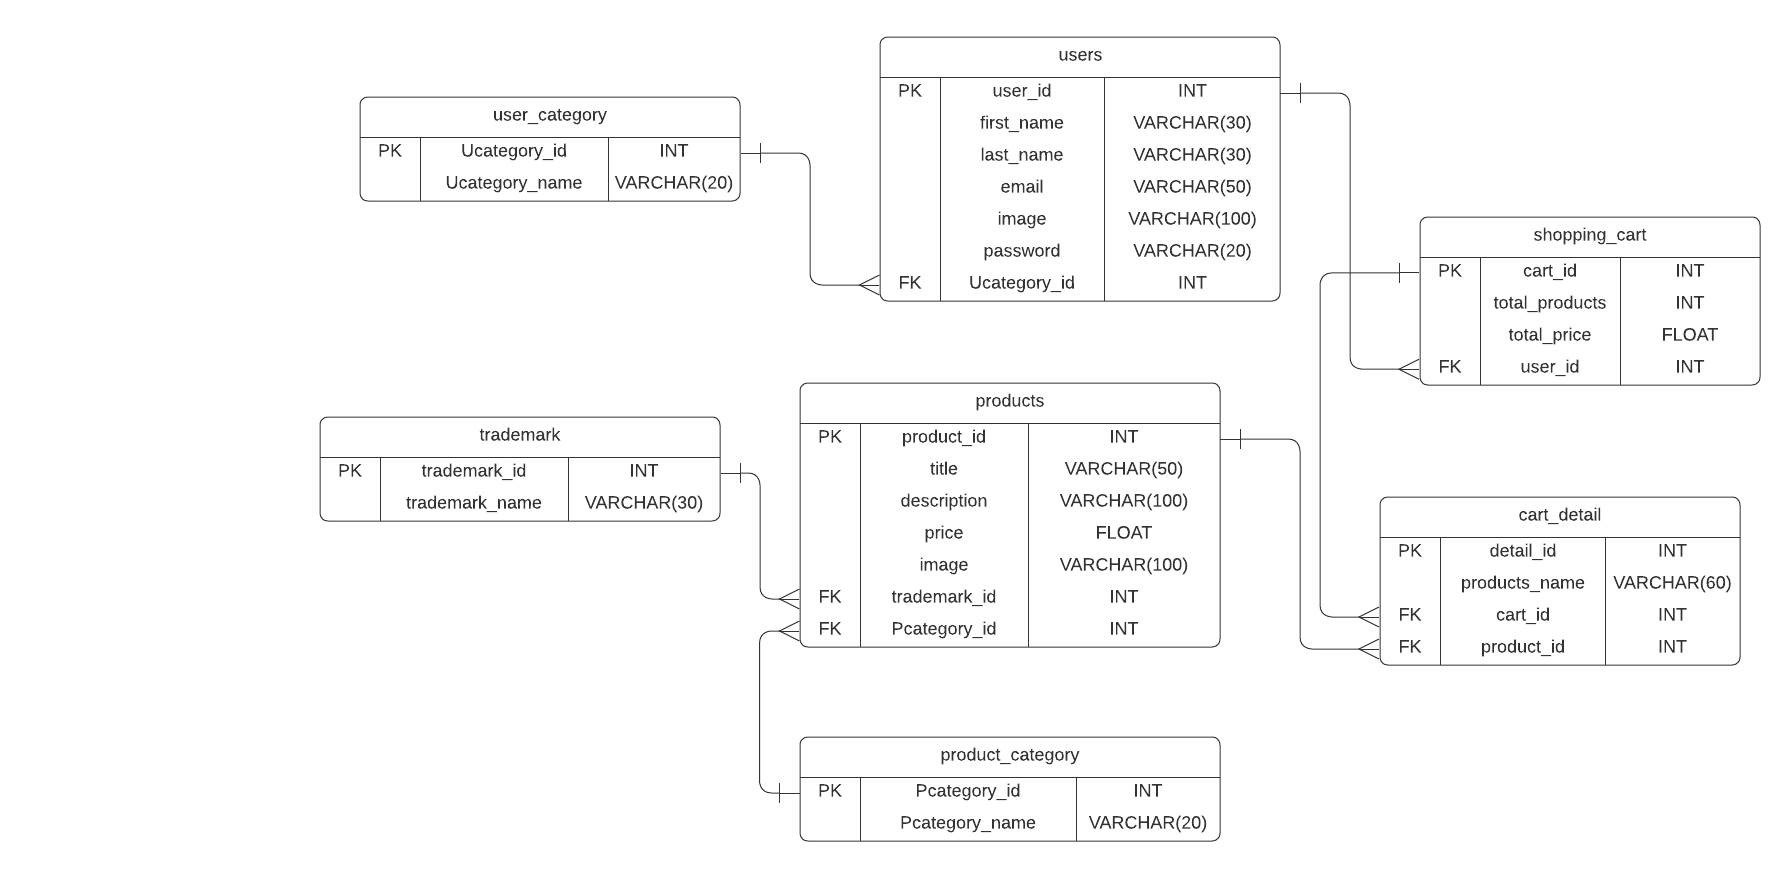 users
PK user_id INT
first_name VARCHAR(30)
last_name VARCHAR(30)
email VARCHAR(50)
image VARCHAR(100)
password VARCHAR(20)
FK Ucategory_id INT
user_category
PK Ucategory_id INT
Ucategory_name VARCHAR(20)
shopping_cart
PK cart_id INT
total_products INT
total_price FLOAT
FK user_id INT
products
PK product_id INT
title VARCHAR(50)
description VARCHAR(100)
price FLOAT
image VARCHAR(100)
FK trademark_id INT
FK Pcategory_id INT
trademark
PK trademark_id INT
trademark_name VARCHAR(30)
cart_detail
PK detail_id INT
products_name VARCHAR(60)
FK cart_id INT
FK product_id INT
product_category
PK Pcategory_id INT
Pcategory_name VARCHAR(20)